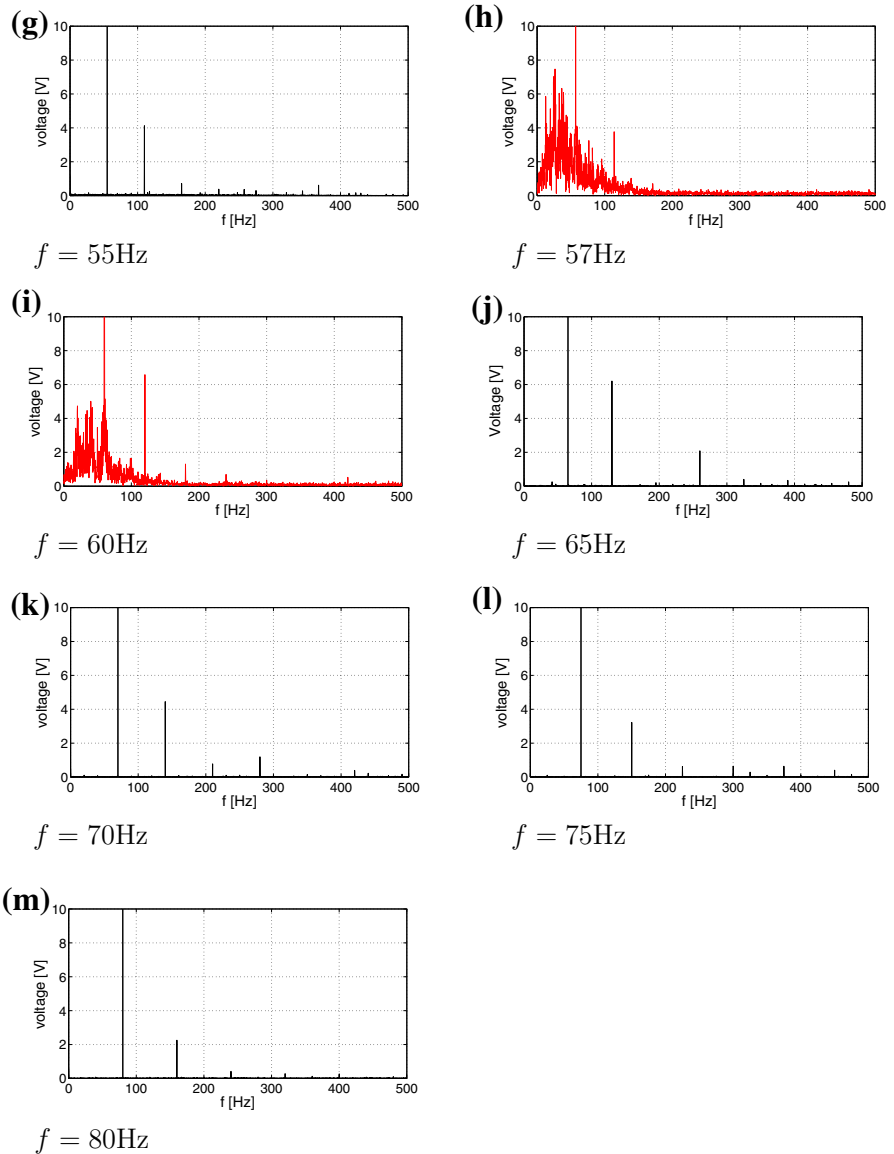 (g)
10
8
6
4
2
0
voltage [V]
0 100 200 300 400 500
f [Hz]
f = 55Hz
(h)
10
8
6
4
2
0
voltage [V]
0 100 200 300 400 500
f [Hz]
f = 57Hz
(i)
10
8
6
4
2
0
voltage [V]
0 100 200 300 400 500
f [Hz]
f = 60Hz
(j)
10
8
6
4
2
0
Voltage [V]
0 100 200 300 400 500
f [Hz]
f = 65Hz
(k)
10
8
6
4
2
0
voltage [V]
0 100 200 300 400 500
f [Hz]
f = 70Hz
(l)
10
8
6
4
2
0
voltage [V]
0 100 200 300 400 500
f [Hz]
f = 75Hz
(m)
10
8
6
4
2
0
voltage [V]
0 100 200 300 400 500
f [Hz]
f = 80Hz